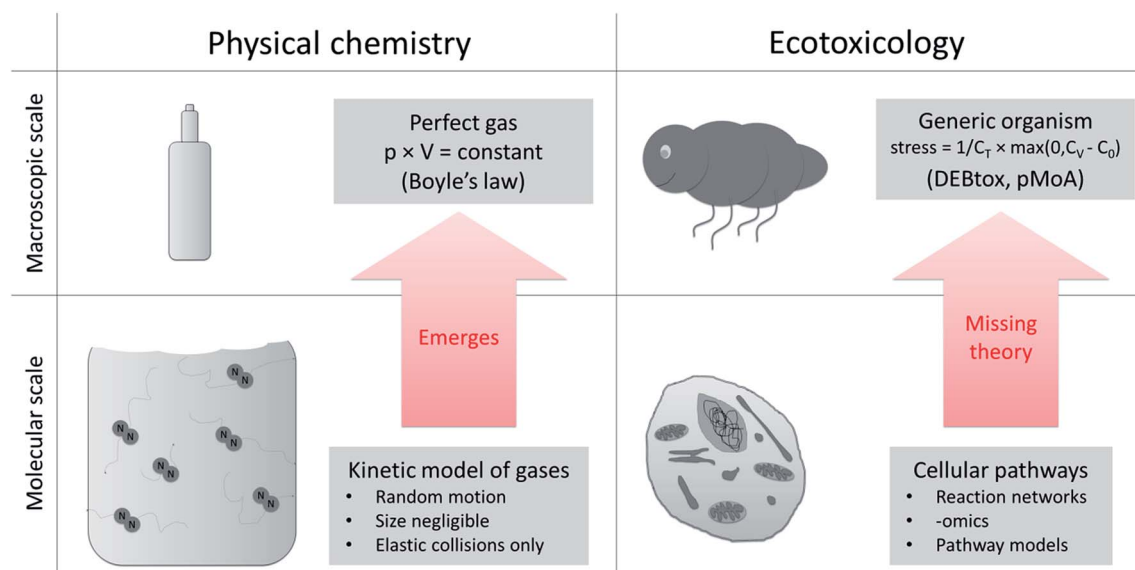 Physical chemistry
Ecotoxicology
Macroscopic scale
Perfect gas
p × V = constant
(Boyle's law)
Generic organism
stress = 1/C_T × max(0,C_V - C_0)
(DEBtox, pMoA)
Emerges
Missing
theory
Molecular scale
N N
N N
N N
N N
N N
N N
Kinetic model of gases
• Random motion
• Size negligible
• Elastic collisions only
Cellular pathways
• Reaction networks
• -omics
• Pathway models